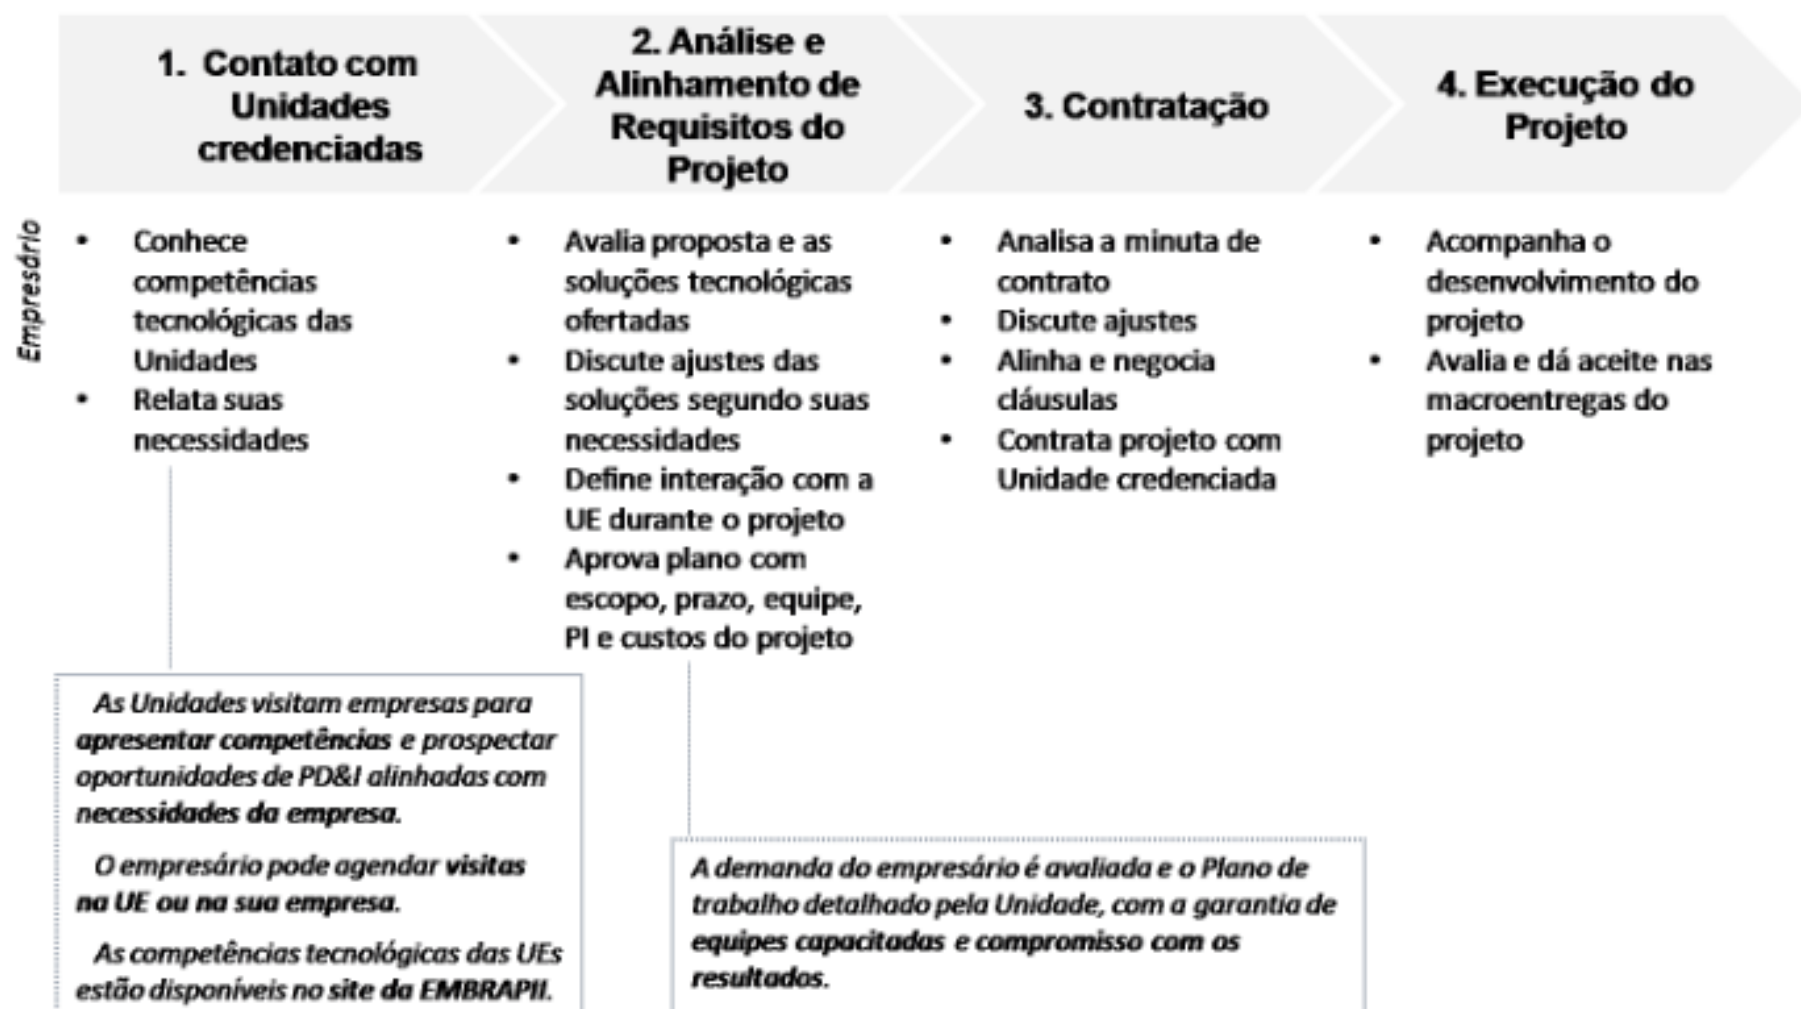 1. Contato com
Unidades
credenciadas
2. Análise e
Alinhamento de
Requisitos do
Projeto
3. Contratação
4. Execução do
Projeto
Empresário
• Conhece
competências
tecnológicas das
Unidades
• Relata suas
necessidades
• Avalia proposta e as
soluções tecnológicas
ofertadas
• Discute ajustes das
soluções segundo suas
necessidades
• Define interação com a
UE durante o projeto
• Aprova plano com
escopo, prazo, equipe,
PI e custos do projeto
• Analisa a minuta de
contrato
• Discute ajustes
• Alinha e negocia
cláusulas
• Contrata projeto com
Unidade credenciada
• Acompanha o
desenvolvimento do
projeto
• Avalia e dá aceite nas
macroentregas do
projeto
As Unidades visitam empresas para
apresentar competências e prospectar
oportunidades de PD&I alinhadas com
necessidades da empresa.
O empresário pode agendar visitas
na UE ou na sua empresa.
As competências tecnológicas das UEs
estão disponíveis no site da EMBRAPII.
A demanda do empresário é avaliada e o Plano de
trabalho detalhado pela Unidade, com a garantia de
equipes capacitadas e compromisso com os
resultados.